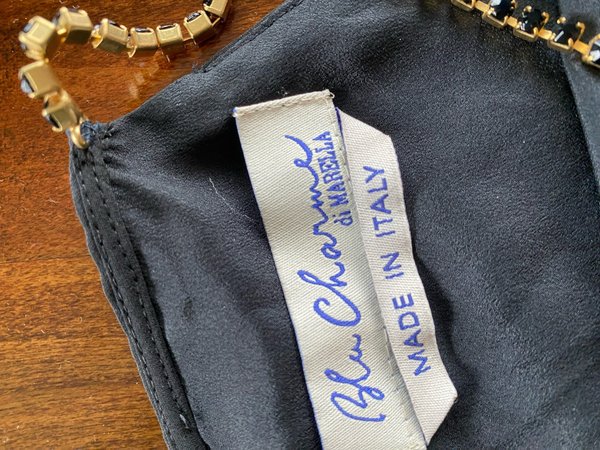 Blu Charme
di MARELLA
MADE IN ITALY